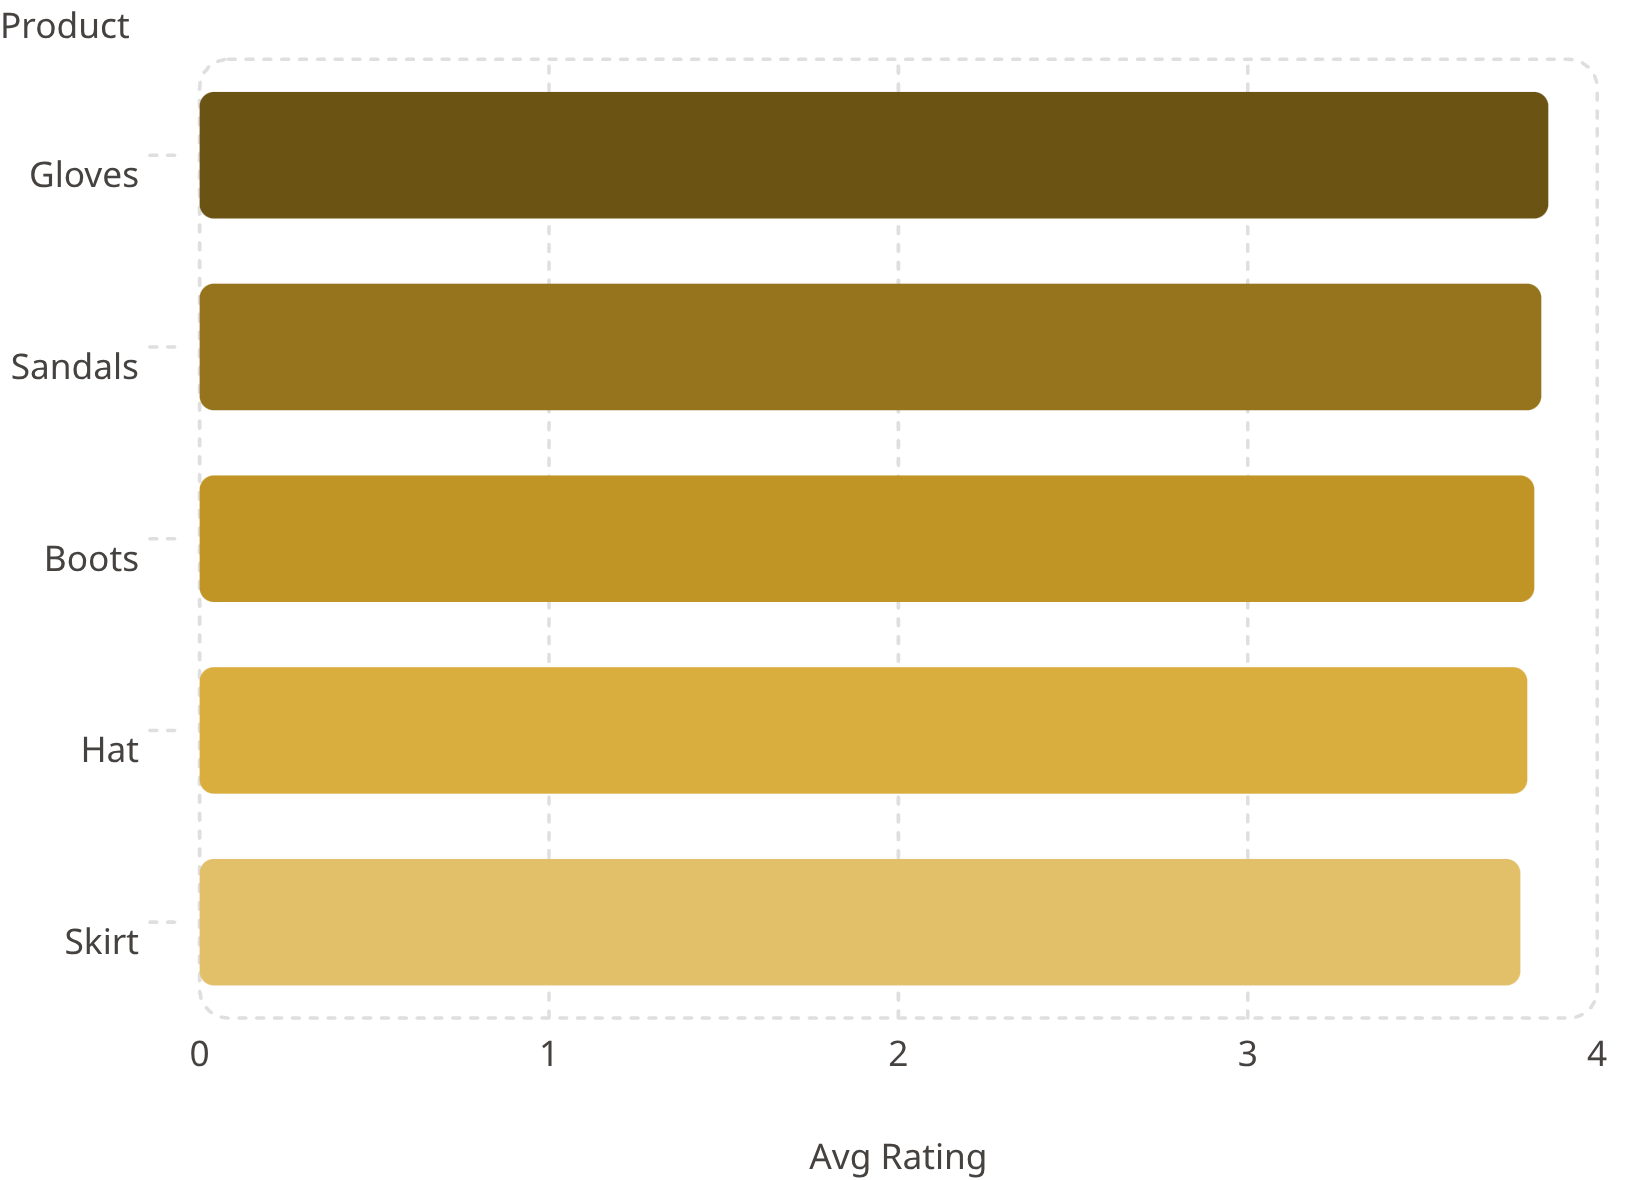 Product
Gloves
Sandals
Boots
Hat
Skirt
0 1 2 3 4
Avg Rating